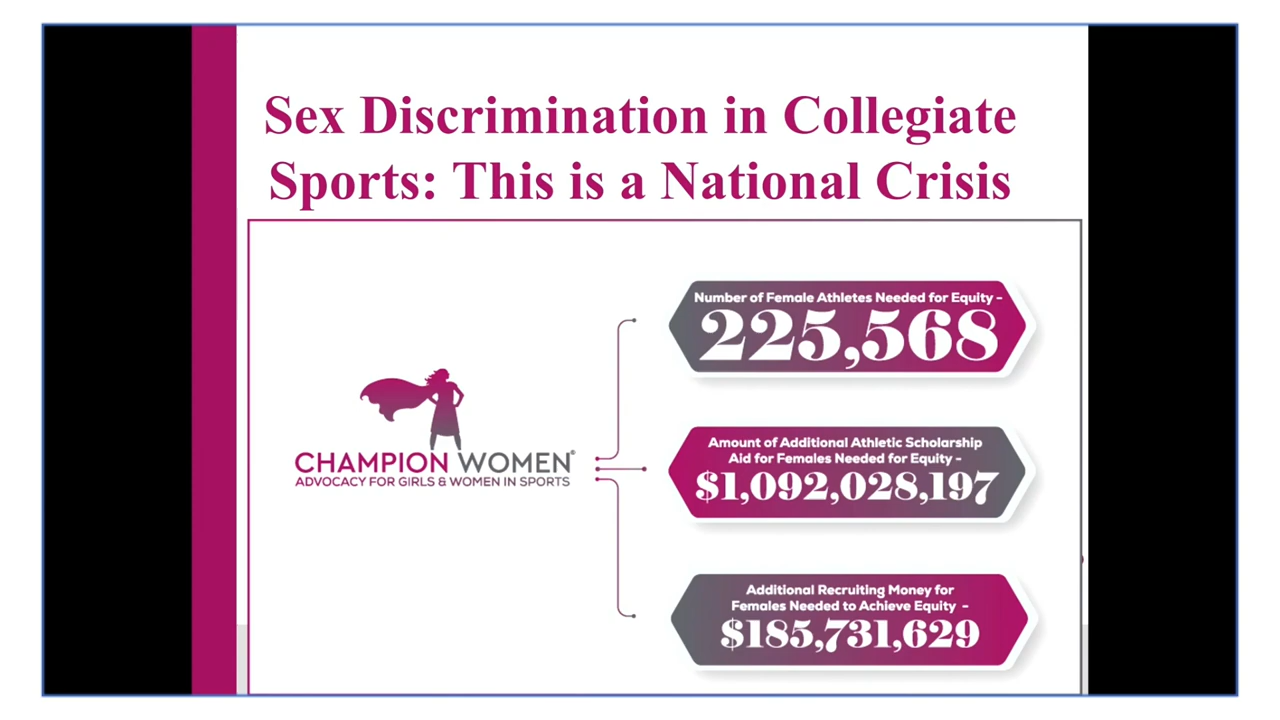 Sex Discrimination in Collegiate
Sports: This is a National Crisis
Number of Female Athletes Needed for Equity -
225,568
CHAMPION WOMEN®
ADVOCACY FOR GIRLS & WOMEN IN SPORTS
Amount of Additional Athletic Scholarship
Aid for Females Needed for Equity -
$1,092,028,197
Additional Recruiting Money for
Females Needed to Achieve Equity -
$185,731,629